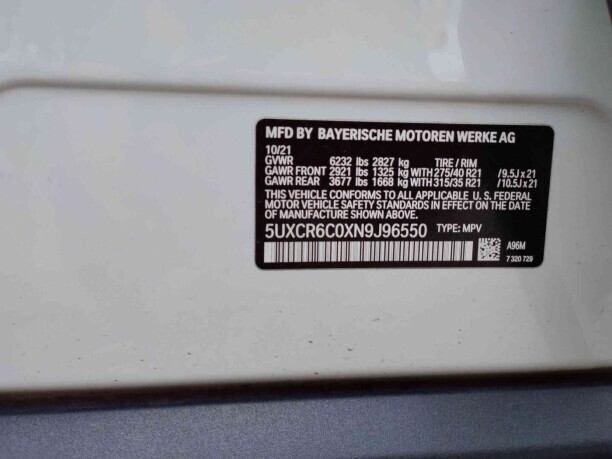 MFD BY BAYERISCHE MOTOREN WERKE AG
10/21
GVWR 6232 lbs 2827 kg TIRE / RIM
GAWR FRONT 2921 lbs 1325 kg WITH 275/40 R21 /9.5J x 21
GAWR REAR 3677 lbs 1668 kg WITH 315/35 R21 /10.5J x 21
THIS VEHICLE CONFORMS TO ALL APPLICABLE U. S. FEDERAL
MOTOR VEHICLE SAFETY STANDARDS IN EFFECT ON THE
DATE OF MANUFACTURE SHOWN ABOVE.
5UXCR6C0XN9J96550 TYPE: MPV
A96M
7 320 729